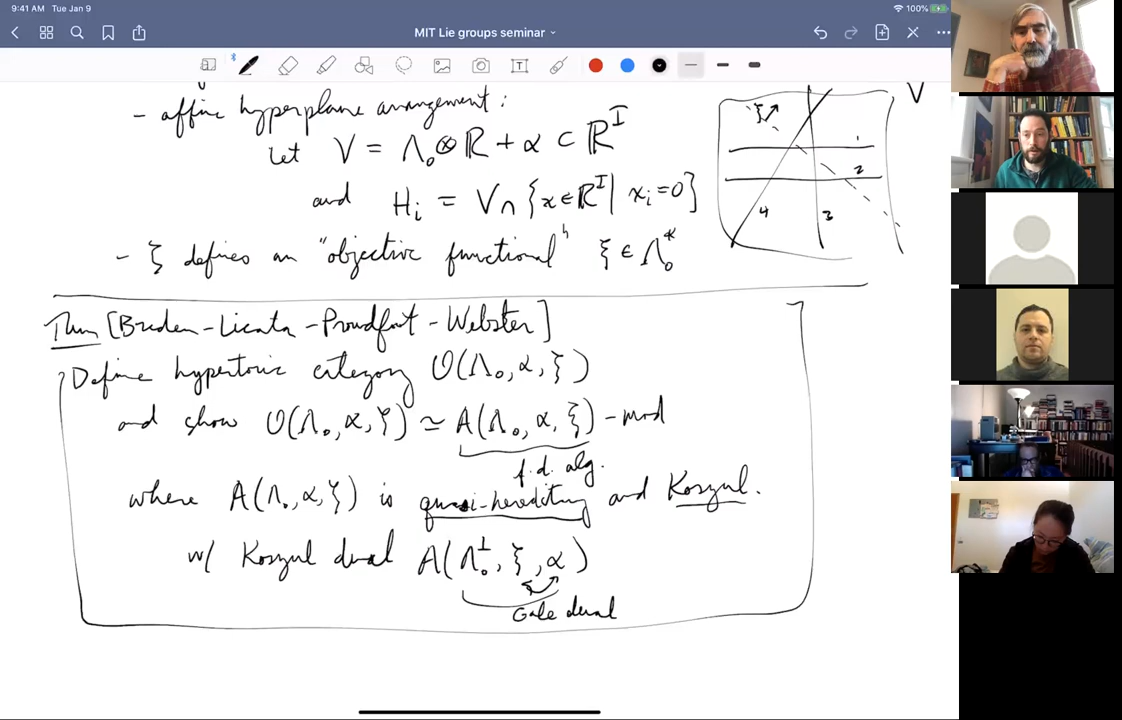 9:41 AM Tue Jan 9
100%
MIT Lie groups seminar
- affine hyperplane arrangement:
let V = Λ₀ ⊗ ℝ + α ⊂ ℝ^I
V
and H_i = V ∩ {x ∈ ℝ^I | x_i = 0}
ξ
1
2
4
3
- ξ defines an "objective functional" ξ ∈ Λ₀*
Thm [Braden-Licata-Proudfoot-Webster]
Define hypertoric category O(Λ₀, α, ξ)
and show O(Λ₀, α, ξ) ≃ A(Λ₀, α, ξ) - mod
f.d. alg.
where A(Λ₀, α, ξ) is quasi-hereditary and Koszul.
w/ Koszul dual A(Λ₀^⊥, ξ, α)
Gale dual